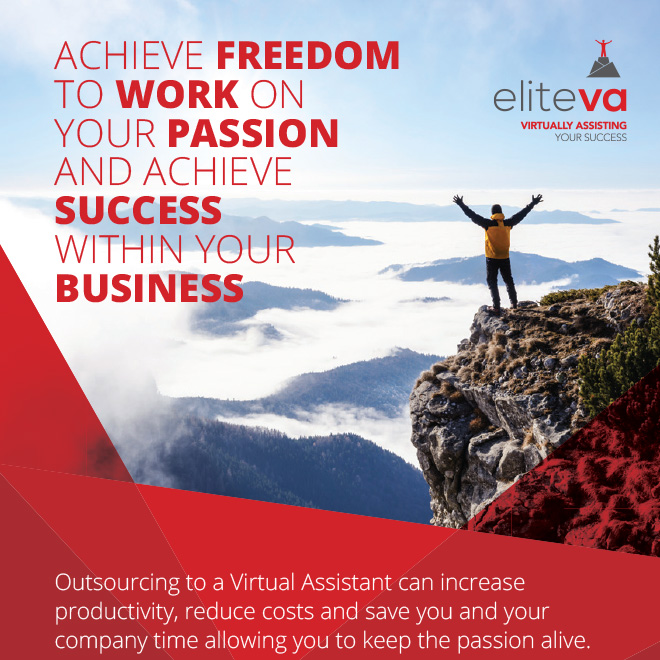 ACHIEVE FREEDOM
TO WORK ON
YOUR PASSION
AND ACHIEVE
SUCCESS
WITHIN YOUR
BUSINESS
eliteva
VIRTUALLY ASSISTING
YOUR SUCCESS
Outsourcing to a Virtual Assistant can increase
productivity, reduce costs and save you and your
company time allowing you to keep the passion alive.